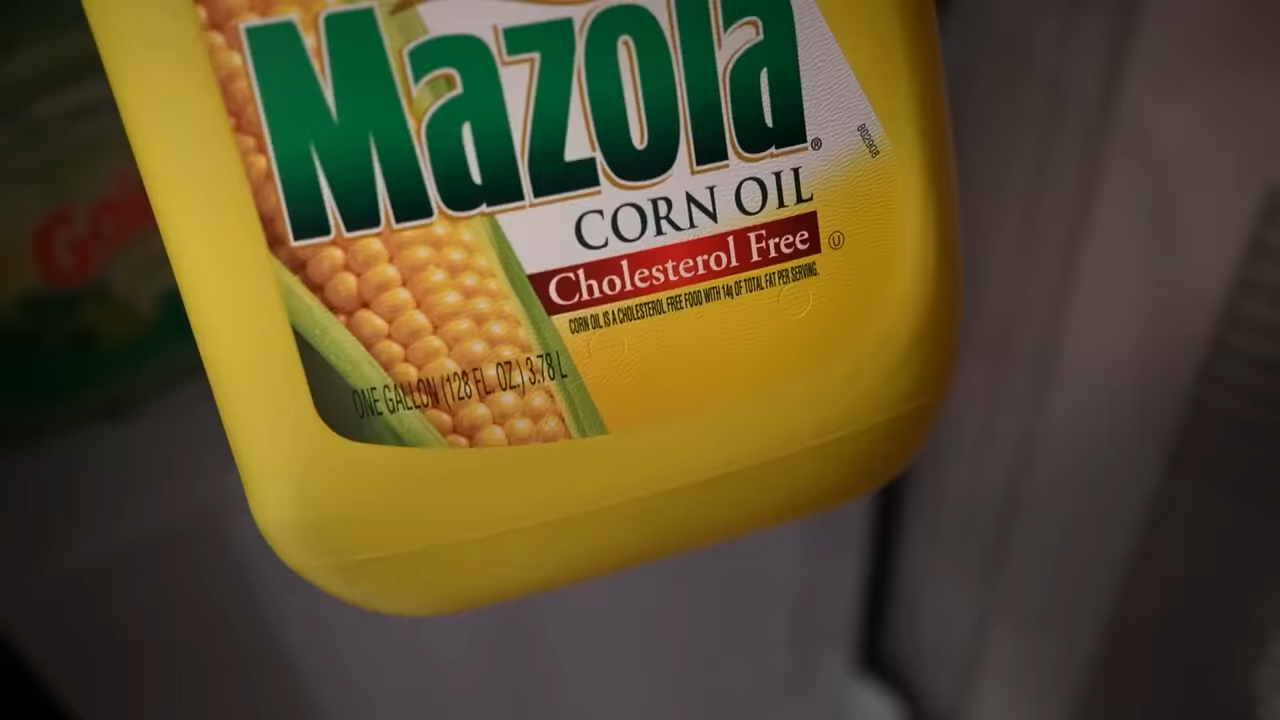 Mazola®
CORN OIL
Cholesterol Free
CORN OIL IS A CHOLESTEROL FREE FOOD WITH 14g OF TOTAL FAT PER SERVING.
ONE GALLON (128 FL. OZ.) 3.78 L
802908
U